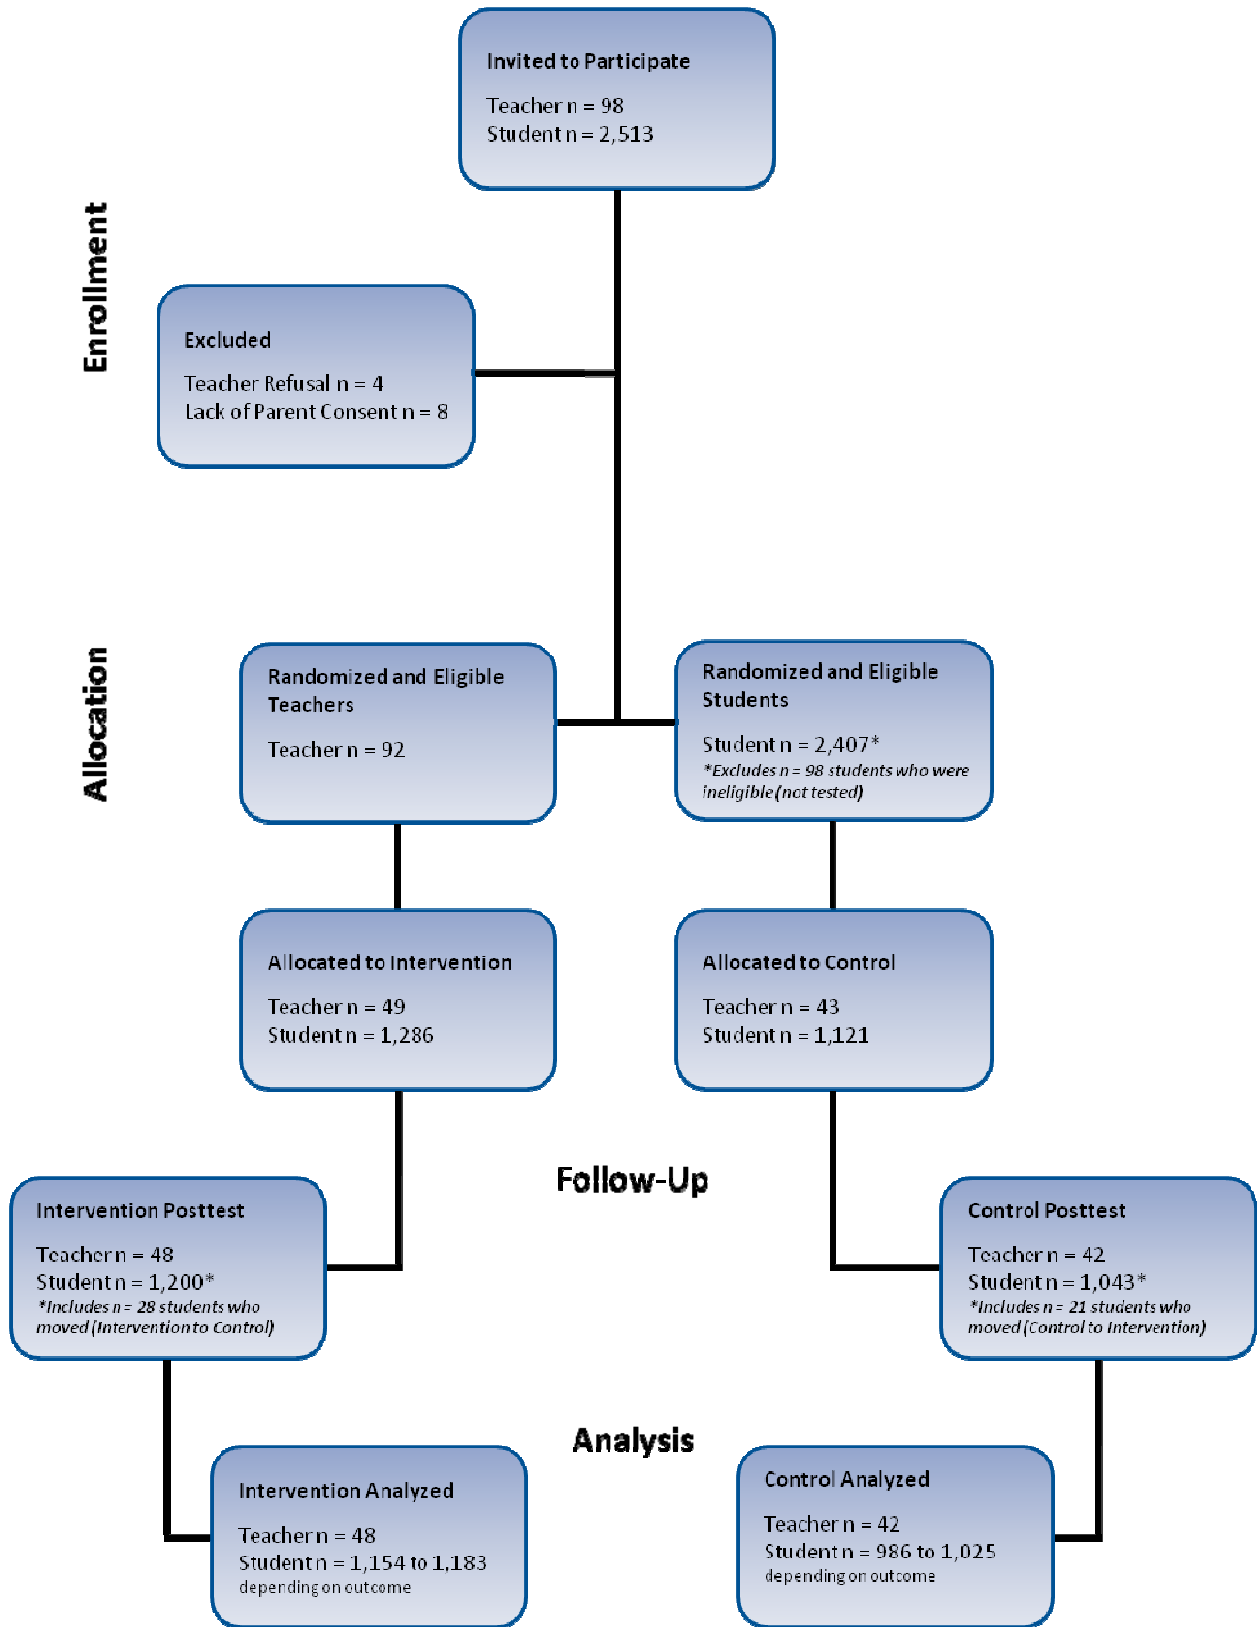 Invited to Participate
Teacher n = 98
Student n = 2,513
Enrollment
Excluded
Teacher Refusal n = 4
Lack of Parent Consent n = 8
Allocation
Randomized and Eligible
Teachers
Teacher n = 92
Randomized and Eligible
Students
Student n = 2,407*
*Excludes n = 98 students who were
ineligible (not tested)
Allocated to Intervention
Teacher n = 49
Student n = 1,286
Allocated to Control
Teacher n = 43
Student n = 1,121
Follow-Up
Intervention Posttest
Teacher n = 48
Student n = 1,200*
*Includes n = 28 students who
moved (Intervention to Control)
Control Posttest
Teacher n = 42
Student n = 1,043*
*Includes n = 21 students who
moved (Control to Intervention)
Analysis
Intervention Analyzed
Teacher n = 48
Student n = 1,154 to 1,183
depending on outcome
Control Analyzed
Teacher n = 42
Student n = 986 to 1,025
depending on outcome